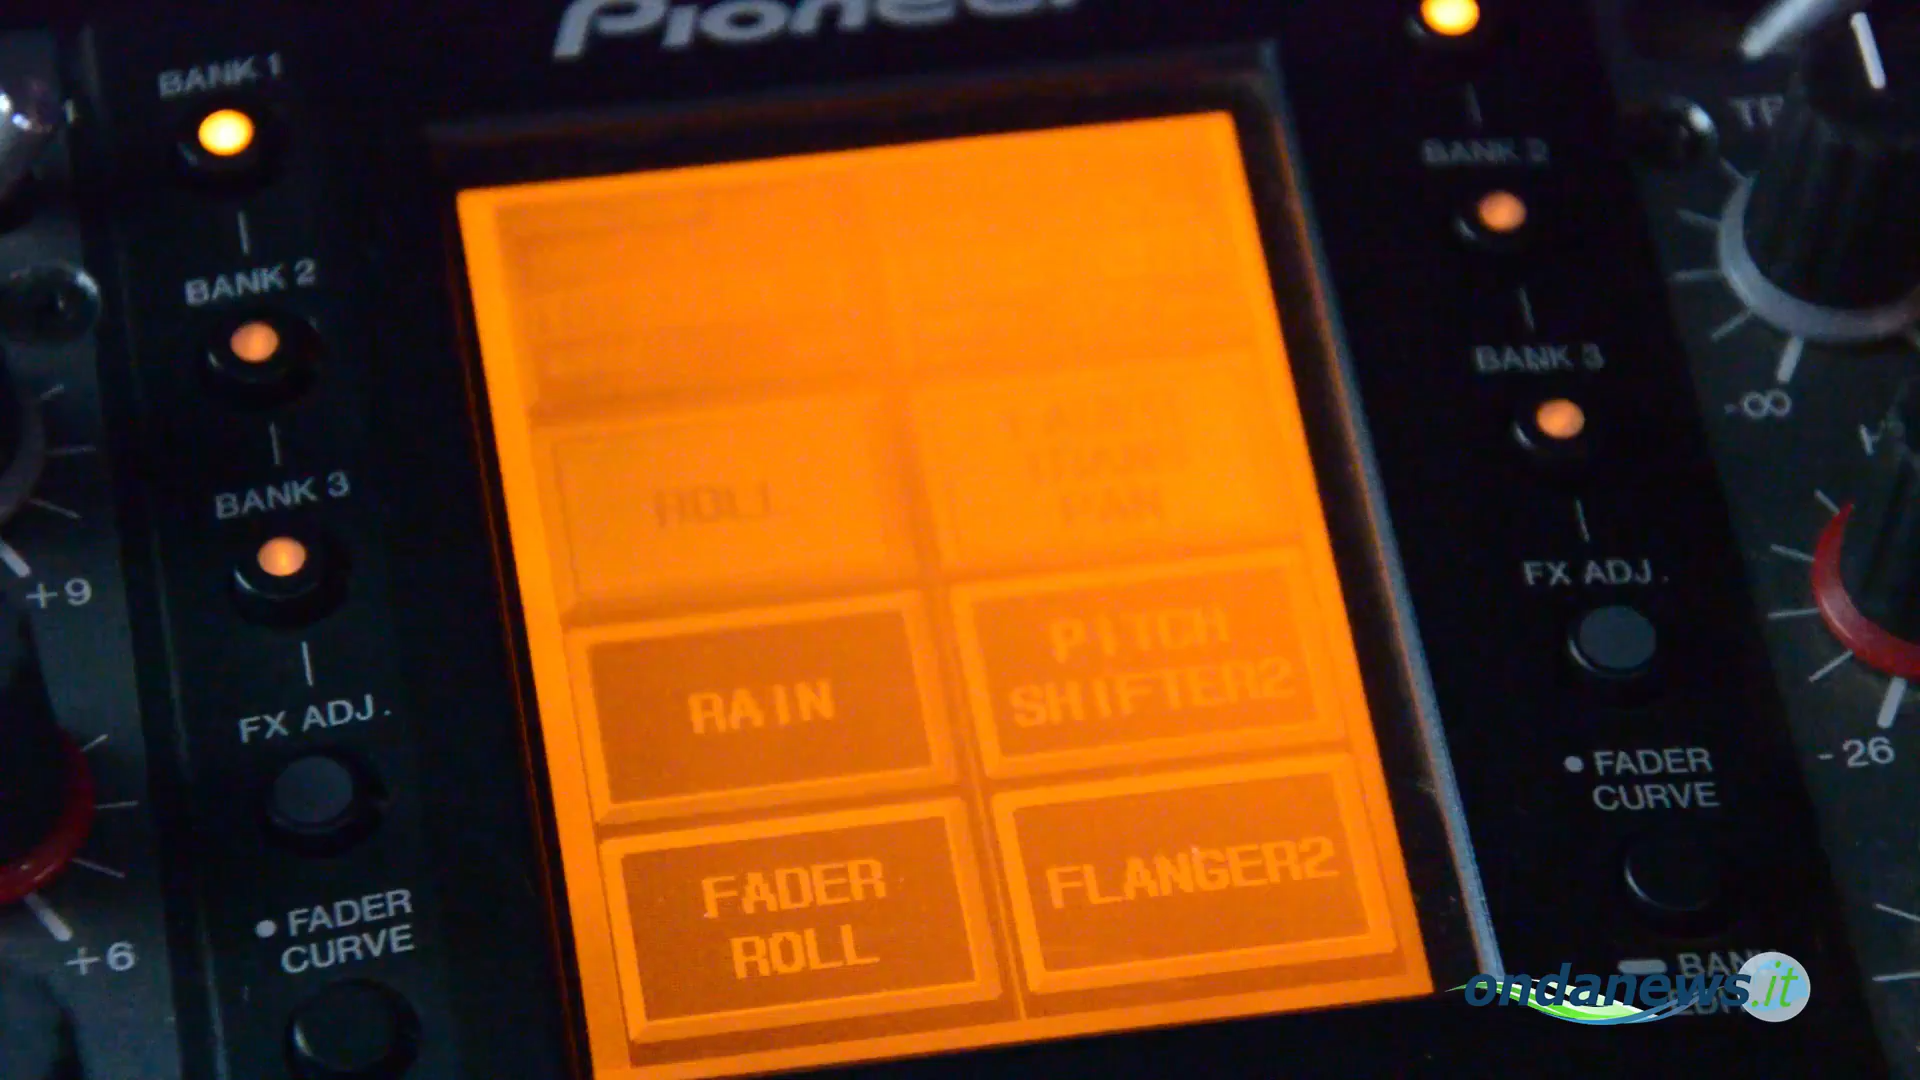 Pioneer
BANK 1
BANK 2
BANK 3
FX ADJ.
• FADER
CURVE
+9
+6
ROLL
RAIN
PITCH
SHIFTER2
FADER
ROLL
FLANGER2
BANK 2
BANK 3
FX ADJ.
• FADER
CURVE
-∞
-26
ondanews.it